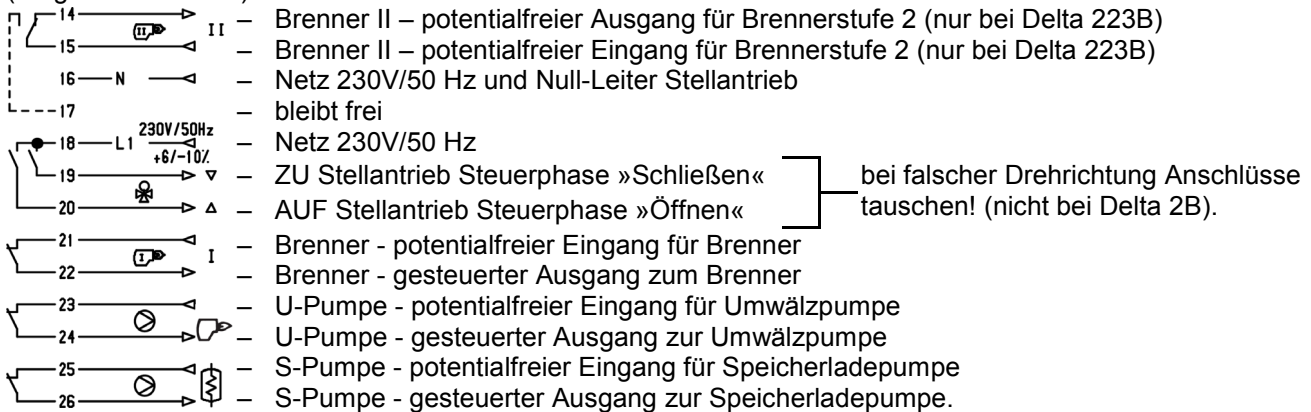 14 – Brenner II – potentialfreier Ausgang für Brennerstufe 2 (nur bei Delta 223B)
II II
15 – Brenner II – potentialfreier Eingang für Brennerstufe 2 (nur bei Delta 223B)
16 N – Netz 230V/50 Hz und Null-Leiter Stellantrieb
17 – bleibt frei
230V/50Hz
18 L1 – Netz 230V/50 Hz
+6/-10%
19 – ZU Stellantrieb Steuerphase »Schließen« bei falscher Drehrichtung Anschlüsse
20 – AUF Stellantrieb Steuerphase »Öffnen« tauschen! (nicht bei Delta 2B).
21 – Brenner - potentialfreier Eingang für Brenner
I I
22 – Brenner - gesteuerter Ausgang zum Brenner
23 – U-Pumpe - potentialfreier Eingang für Umwälzpumpe
24 – U-Pumpe - gesteuerter Ausgang zur Umwälzpumpe
25 – S-Pumpe - potentialfreier Eingang für Speicherladepumpe
26 – S-Pumpe - gesteuerter Ausgang zur Speicherladepumpe.